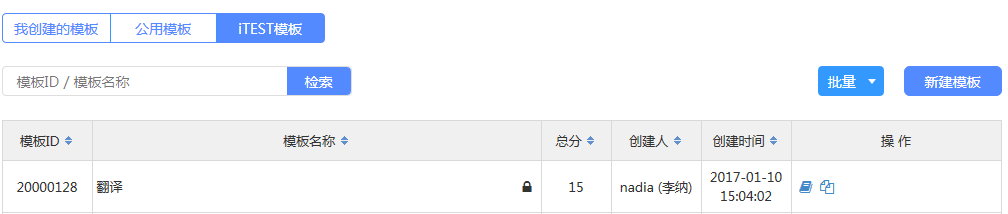 我创建的模板 公用模板 iTEST模板
模板ID / 模板名称 检索 批量 新建模板
模板ID 模板名称 总分 创建人 创建时间 操 作
20000128 翻译 15 nadia (李纳) 2017-01-10
15:04:02